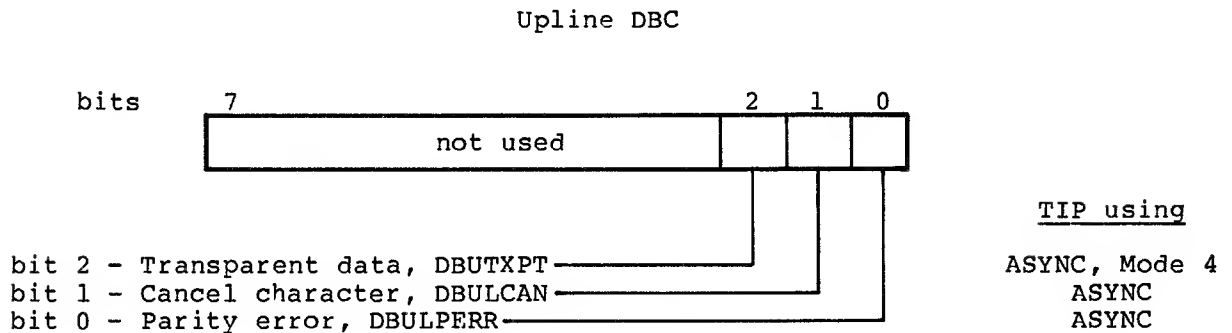 Upline DBC
bits 7 2 1 0
not used
TIP using
bit 2 - Transparent data, DBUTXPT ASYNC, Mode 4
bit 1 - Cancel character, DBULCAN ASYNC
bit 0 - Parity error, DBULPERR ASYNC